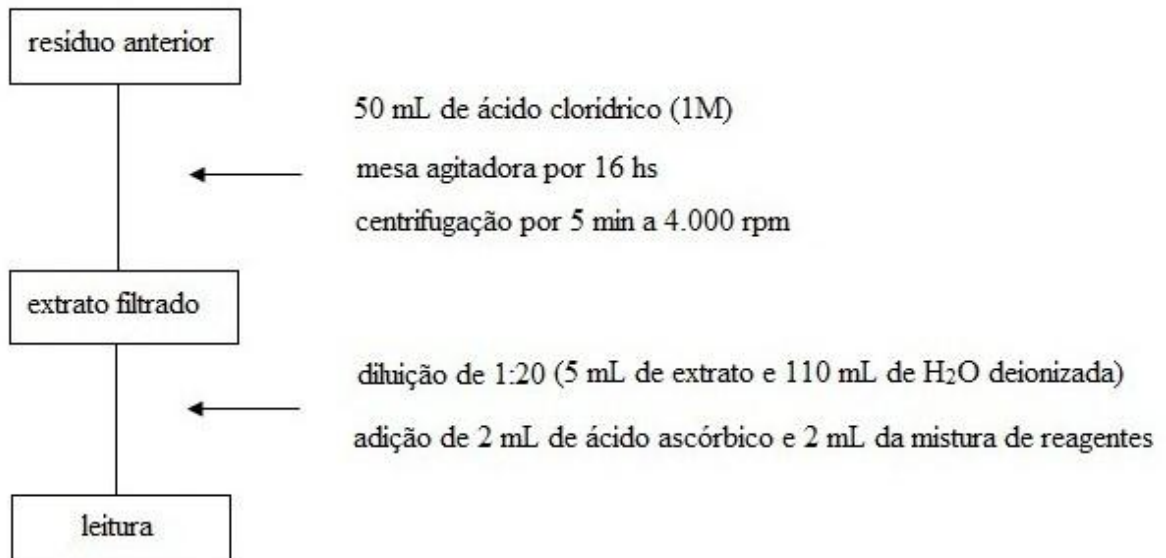 resíduo anterior
50 mL de ácido clorídrico (1M)
mesa agitadora por 16 hs
centrifugação por 5 min a 4.000 rpm
extrato filtrado
diluição de 1:20 (5 mL de extrato e 110 mL de H₂O deionizada)
adição de 2 mL de ácido ascórbico e 2 mL da mistura de reagentes
leitura